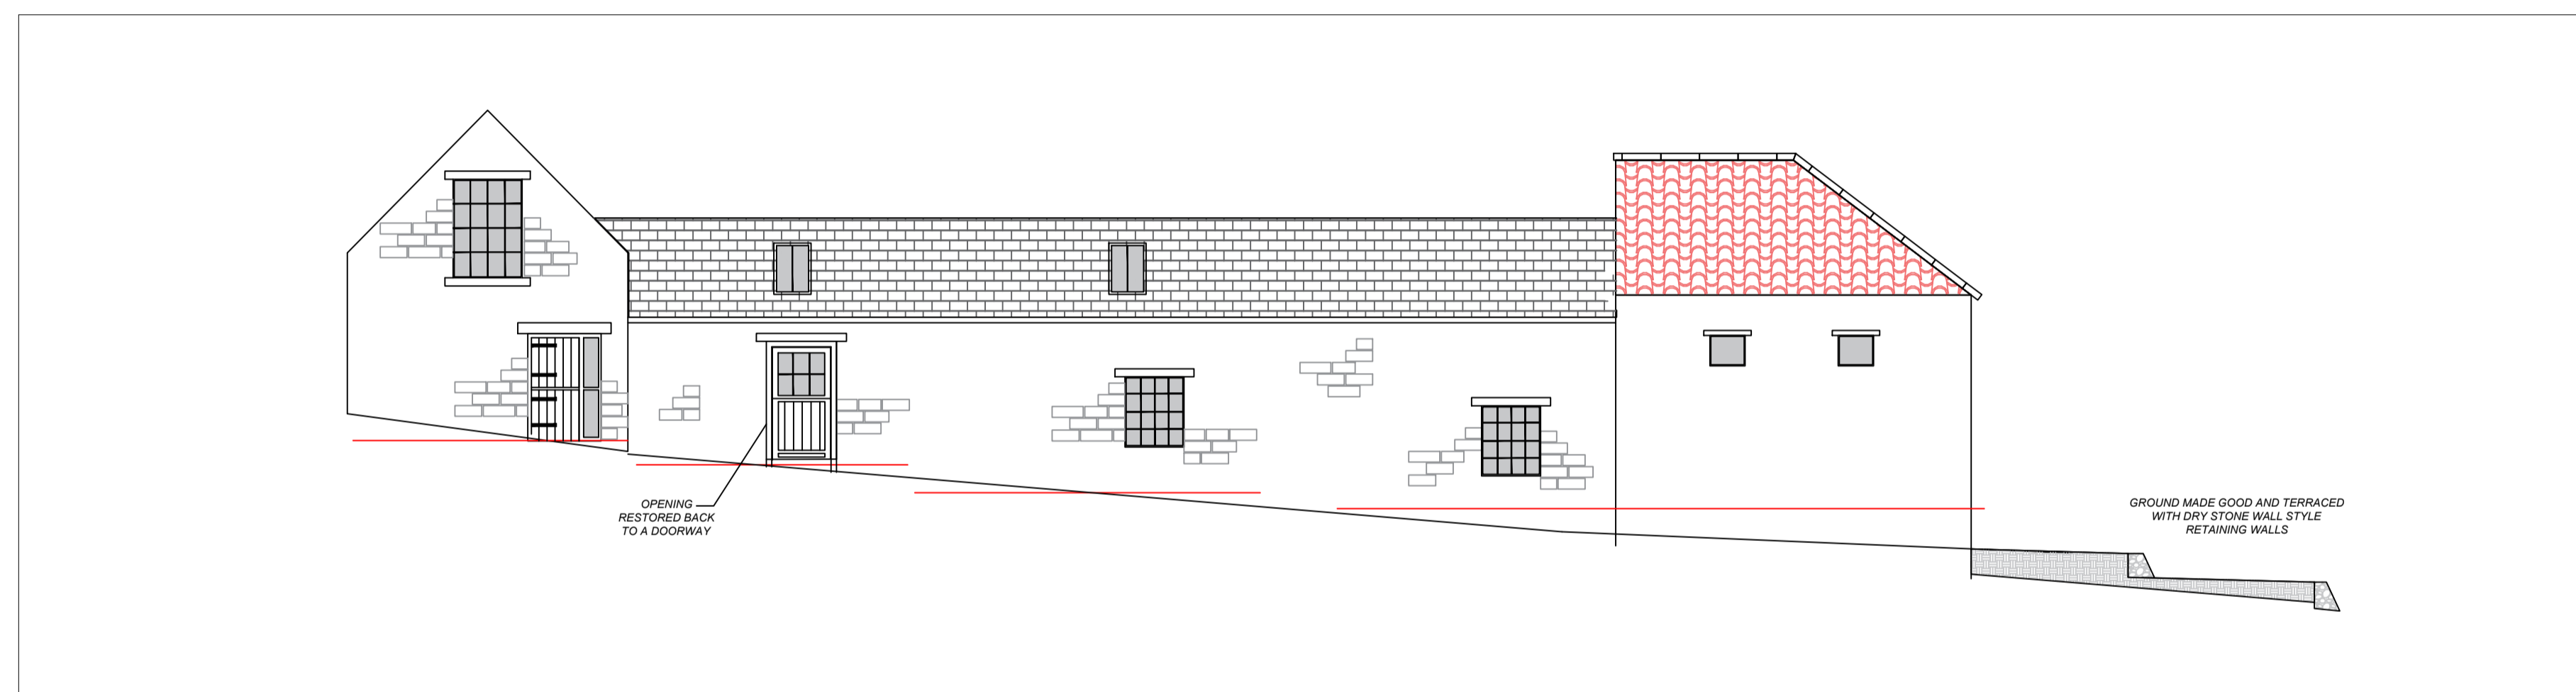 OPENING
RESTORED BACK
TO A DOORWAY
GROUND MADE GOOD AND TERRACED
WITH DRY STONE WALL STYLE
RETAINING WALLS